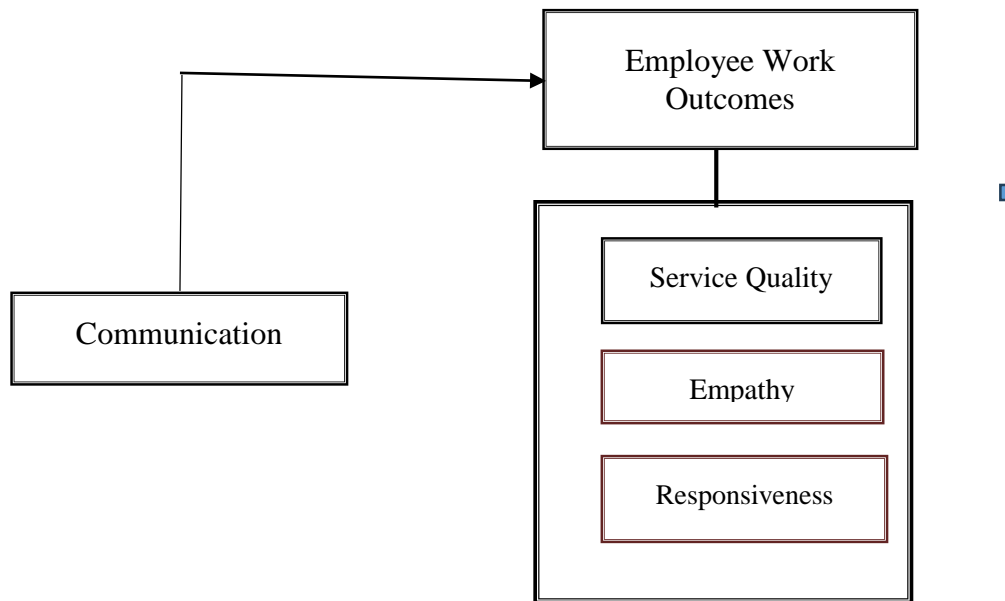 Employee Work
Outcomes
Service Quality
Communication
Empathy
Responsiveness